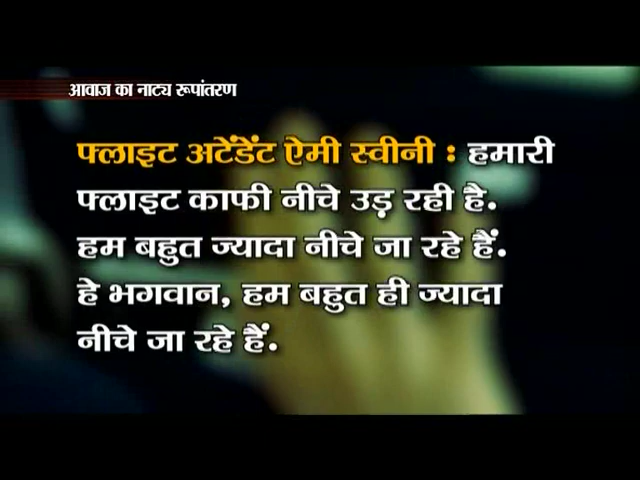 आवाज का नाट्य रूपांतरण
फ्लाइट अटेंडेंट ऐमी स्वीनी : हमारी
फ्लाइट काफी नीचे उड़ रही है.
हम बहुत ज्यादा नीचे जा रहे हैं.
हे भगवान, हम बहुत ही ज्यादा
नीचे जा रहे हैं.